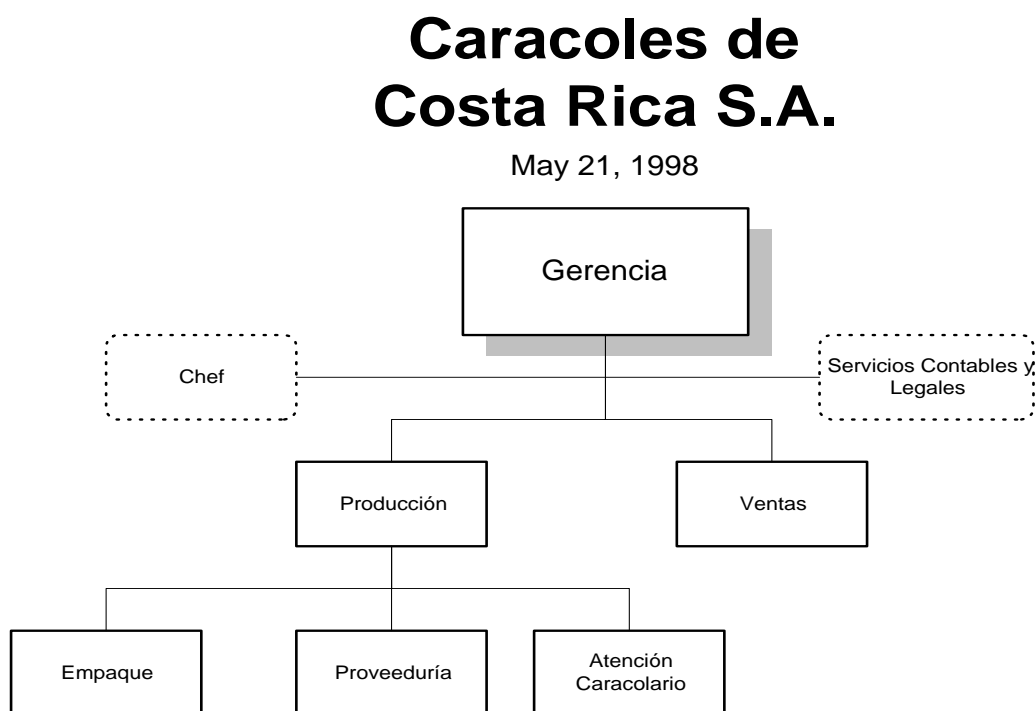 Caracoles de
Costa Rica S.A.
May 21, 1998
Gerencia
Chef
Servicios Contables y
Legales
Producción
Ventas
Empaque
Proveeduría
Atención
Caracolario